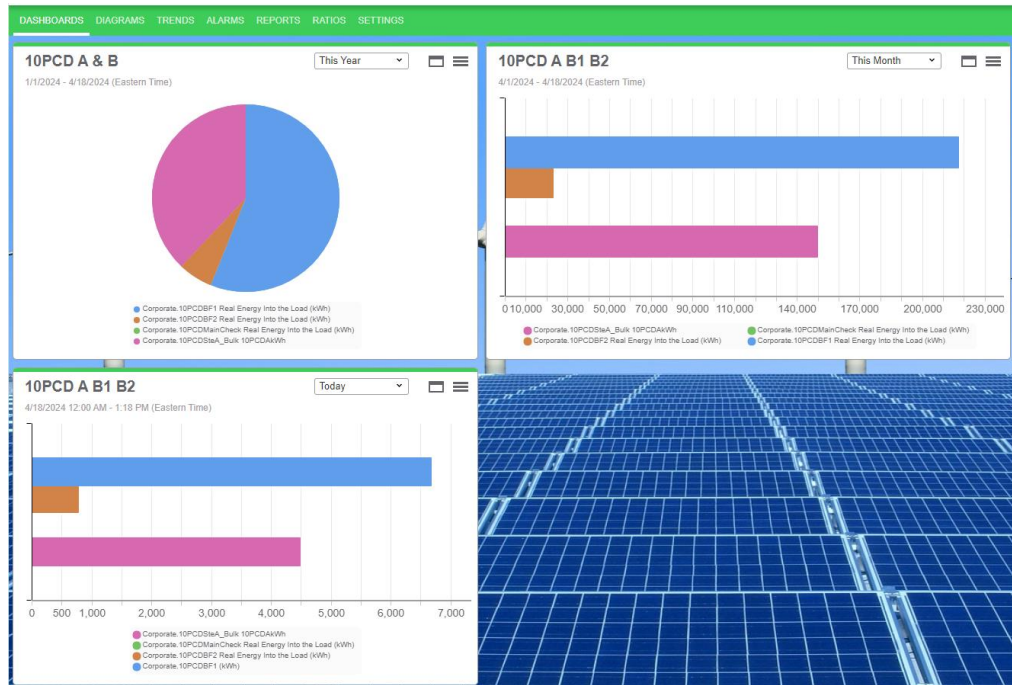 DASHBOARDS DIAGRAMS TRENDS ALARMS REPORTS RATIOS SETTINGS
10PCD A & B
This Year
1/1/2024 - 4/18/2024 (Eastern Time)
Corporate.10PCDBF1 Real Energy Into the Load (kWh)
Corporate.10PCDBF2 Real Energy Into the Load (kWh)
Corporate.10PCDMainCheck Real Energy Into the Load (kWh)
Corporate.10PCDSteA_Bulk 10PCDAkWh
10PCD A B1 B2
This Month
4/1/2024 - 4/18/2024 (Eastern Time)
0 10,000 30,000 50,000 70,000 90,000 110,000 140,000 170,000 200,000 230,000
Corporate.10PCDSteA_Bulk 10PCDAkWh Corporate.10PCDMainCheck Real Energy Into the Load (kWh)
Corporate.10PCDBF2 Real Energy Into the Load (kWh) Corporate.10PCDBF1 Real Energy Into the Load (kWh)
10PCD A B1 B2
Today
4/18/2024 12:00 AM - 1:18 PM (Eastern Time)
0 500 1,000 2,000 3,000 4,000 5,000 6,000 7,000
Corporate.10PCDSteA_Bulk 10PCDAkWh
Corporate.10PCDMainCheck Real Energy Into the Load (kWh)
Corporate.10PCDBF2 Real Energy Into the Load (kWh)
Corporate.10PCDBF1 (kWh)